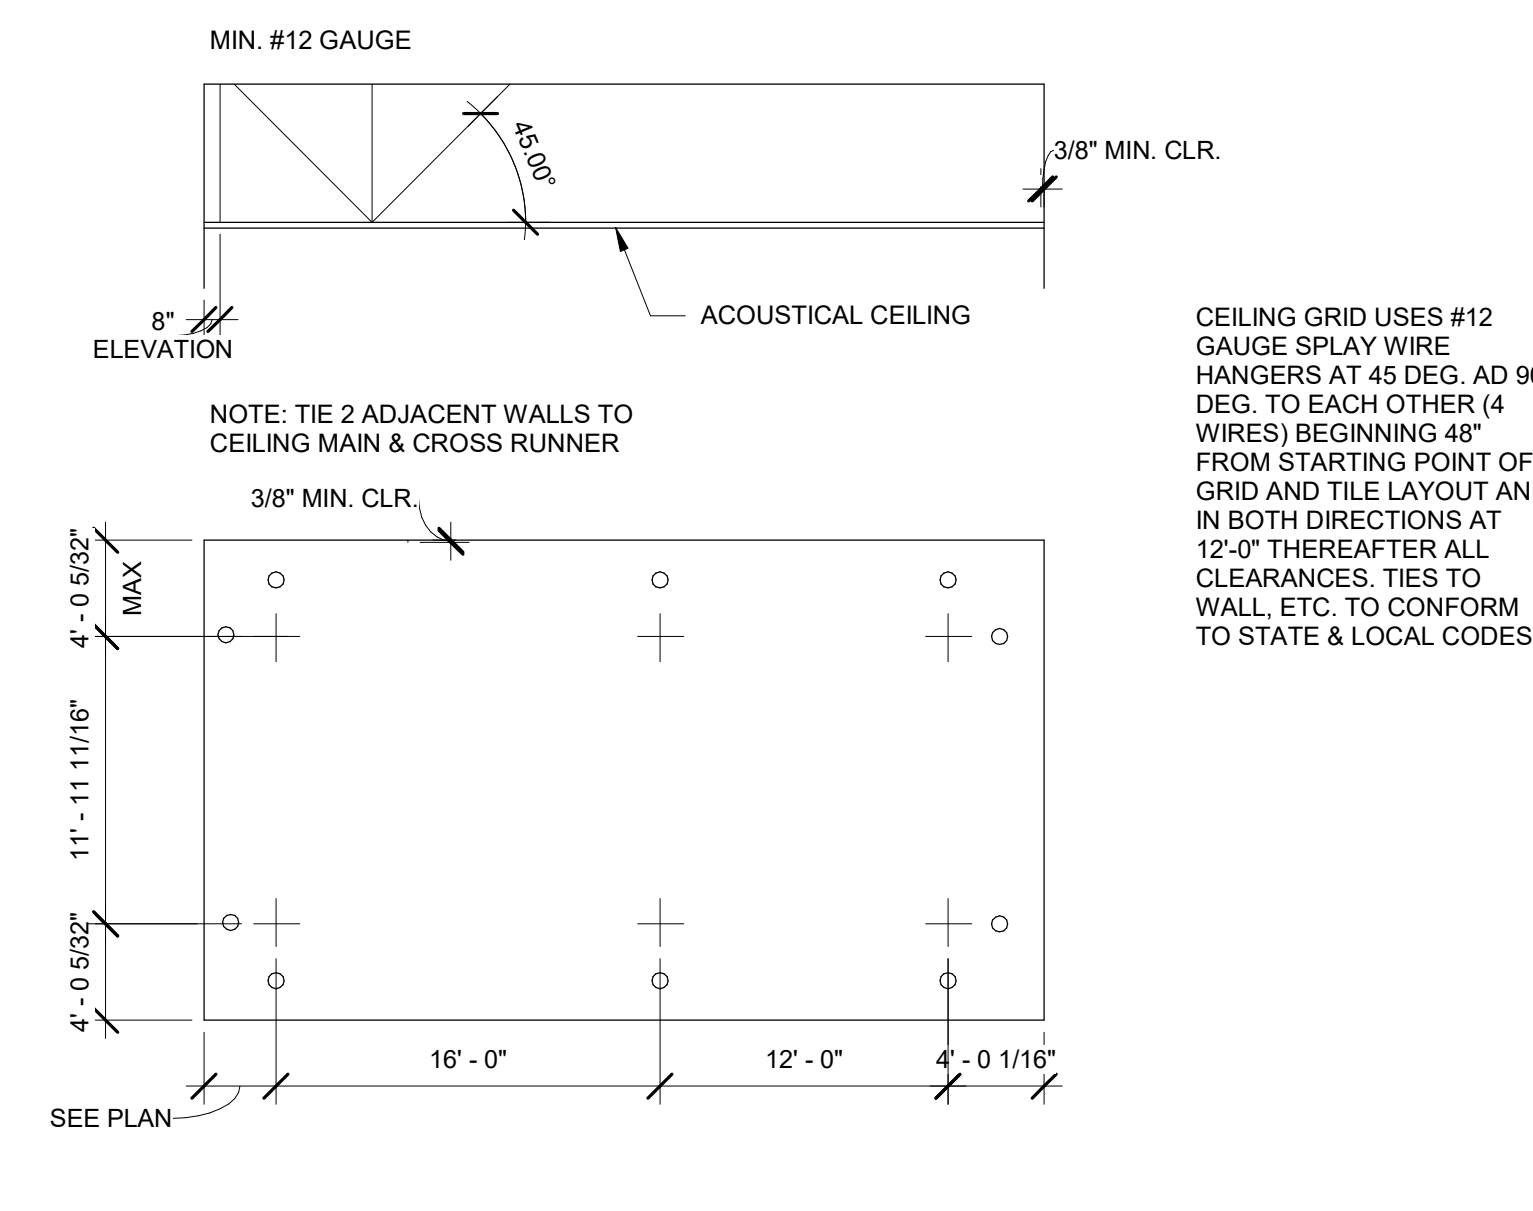 MIN. #12 GAUGE
45.00°
3/8" MIN. CLR.
8"
ELEVATION
ACOUSTICAL CEILING
CEILING GRID USES #12
GAUGE SPLAY WIRE
HANGERS AT 45 DEG. AD 90
DEG. TO EACH OTHER (4
WIRES) BEGINNING 48"
FROM STARTING POINT OF
GRID AND TILE LAYOUT AN
IN BOTH DIRECTIONS AT
12'-0" THEREAFTER ALL
CLEARANCES. TIES TO
WALL, ETC. TO CONFORM
TO STATE & LOCAL CODES
NOTE: TIE 2 ADJACENT WALLS TO
CEILING MAIN & CROSS RUNNER
3/8" MIN. CLR.
4' - 0 5/32"
MAX
11' - 11 11/16"
4' - 0 5/32"
16' - 0"
12' - 0"
4' - 0 1/16"
SEE PLAN